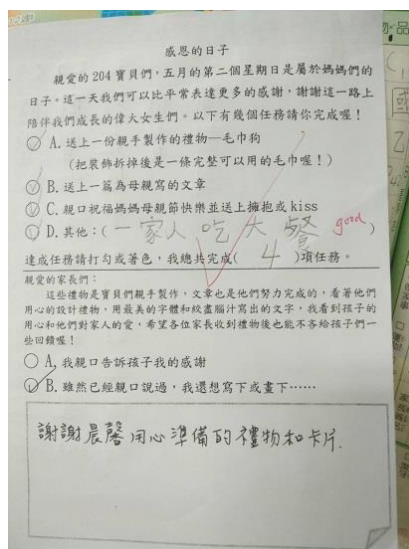 感恩的日子
親愛的 204 寶貝們,五月的第二個星期日是屬於媽媽們的
日子。這一天我們可以比平常表達更多的感謝,謝謝這一路上
陪伴我們成長的偉大女生們。以下有幾個任務請你完成喔!
A.送上一份親手製作的禮物—毛巾狗
(把裝飾拆掉後是一條完整可以用的毛巾喔!)
B.送上一篇為母親寫的文章
C.親口祝福媽媽母親節快樂並送上擁抱或 kiss
D.其他:(一家人吃大餐 good)
達成任務請打勾或著色,我總共完成( 4 )項任務。
親愛的家長們:
這些禮物是寶貝們親手製作,文章也是他們努力完成的,看著他們
用心的設計禮物,用最美的字體和絞盡腦汁寫出的文字,我看到孩子的
用心和他們對家人的愛,希望各位家長收到禮物後也能不吝給孩子們一
些回饋喔!
A,我親口告訴孩子我的感謝
B.雖然已經親口說過,我還想寫下或畫下……
謝謝晨馨用心準備的禮物和卡片.